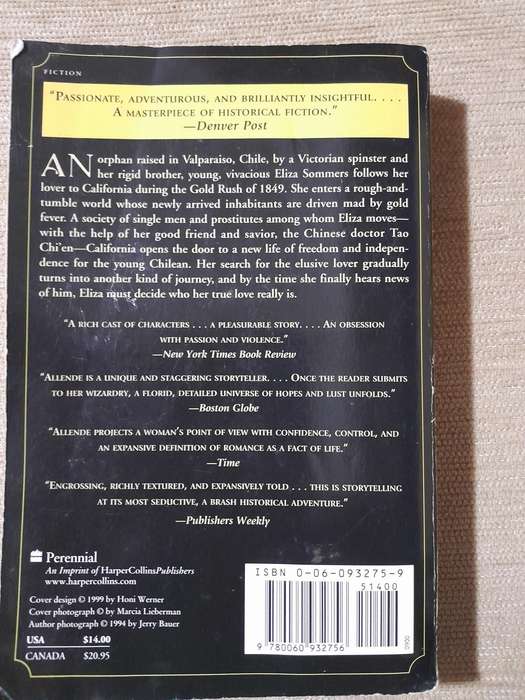 FICTION
"PASSIONATE, ADVENTUROUS, AND BRILLIANTLY INSIGHTFUL. . . .
A MASTERPIECE OF HISTORICAL FICTION."
—Denver Post
AN orphan raised in Valparaiso, Chile, by a Victorian spinster and
her rigid brother, young, vivacious Eliza Sommers follows her
lover to California during the Gold Rush of 1849. She enters a rough-and-
tumble world whose newly arrived inhabitants are driven mad by gold
fever. A society of single men and prostitutes among whom Eliza moves—
with the help of her good friend and savior, the Chinese doctor Tao
Chi'en—California opens the door to a new life of freedom and indepen-
dence for the young Chilean. Her search for the elusive lover gradually
turns into another kind of journey, and by the time she finally hears news
of him, Eliza must decide who her true love really is.
"A RICH CAST OF CHARACTERS . . . A PLEASURABLE STORY. . . . AN OBSESSION
WITH PASSION AND VIOLENCE."
—New York Times Book Review
"ALLENDE IS A UNIQUE AND STAGGERING STORYTELLER. . . . ONCE THE READER SUBMITS
TO HER WIZARDRY, A FLORID, DETAILED UNIVERSE OF HOPES AND LUST UNFOLDS."
—Boston Globe
"ALLENDE PROJECTS A WOMAN'S POINT OF VIEW WITH CONFIDENCE, CONTROL, AND
AN EXPANSIVE DEFINITION OF ROMANCE AS A FACT OF LIFE."
—Time
"ENGROSSING, RICHLY TEXTURED, AND EXPANSIVELY TOLD . . . THIS IS STORYTELLING
AT ITS MOST SEDUCTIVE, A BRASH HISTORICAL ADVENTURE."
—Publishers Weekly
Perennial
An Imprint of HarperCollinsPublishers
www.harpercollins.com
Cover design © 1999 by Honi Werner
Cover photograph © by Marcia Lieberman
Author photograph © 1994 by Jerry Bauer
USA $14.00
CANADA $20.95
ISBN 0-06-093275-9
51400
9 780060 932756
0900